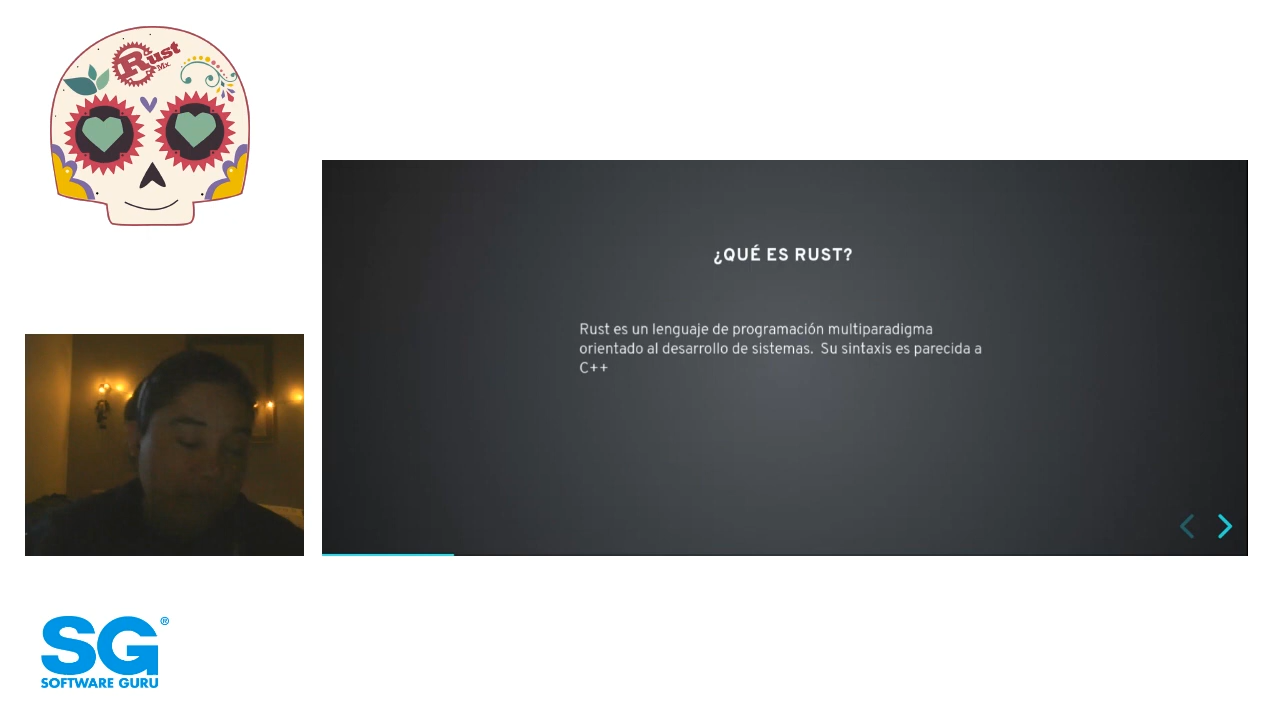 Rust
Mx.
¿QUÉ ES RUST?
Rust es un lenguaje de programación multiparadigma
orientado al desarrollo de sistemas.  Su sintaxis es parecida a
C++
SG®
SOFTWARE GURU